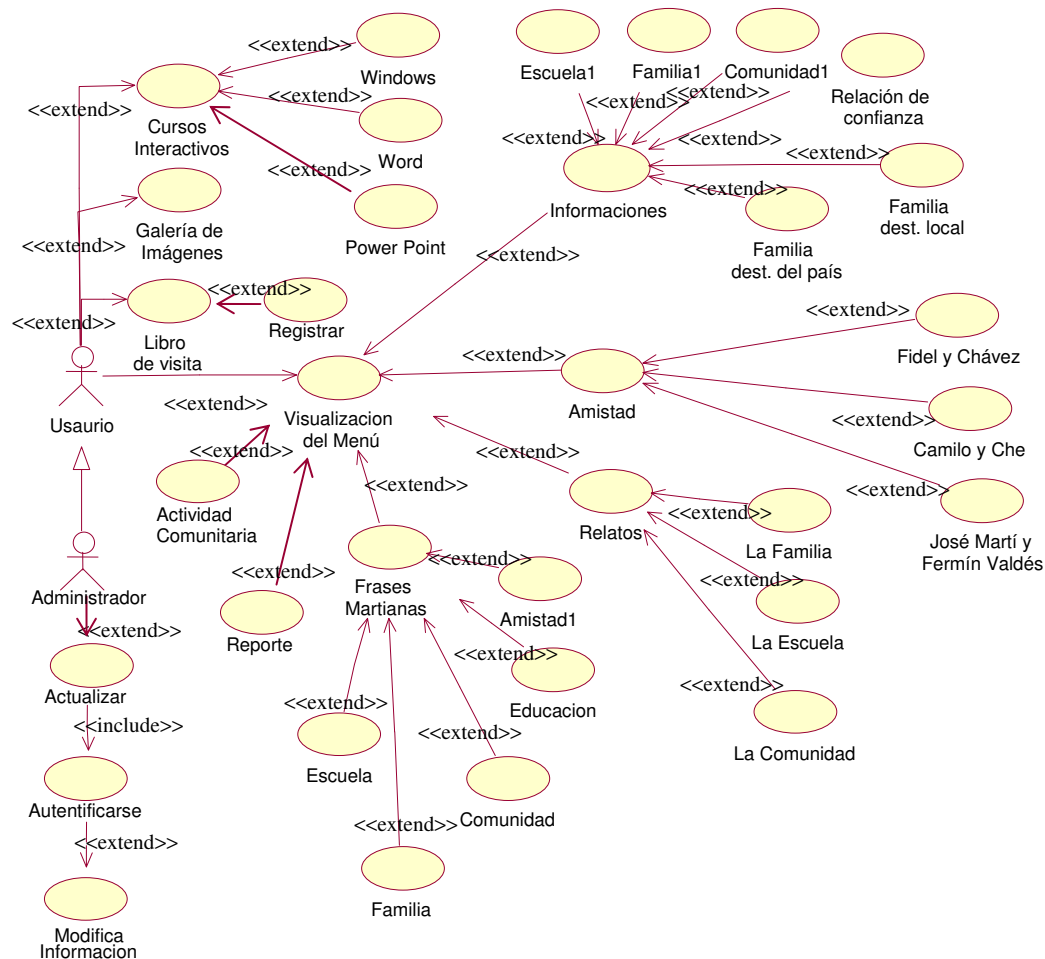 <<extend>>
Windows
Escuela1
Familia1
Comunidad1
<<extend>>
Cursos
Interactivos
<<extend>>
Word
<<extend>>
Power Point
<<extend>>
<<extend>>
<<extend>>
<<extend>>
Relación de
confianza
<<extend>>
Informaciones
<<extend>>
Familia
dest. local
<<extend>>
Familia
dest. del país
Galería de
Imágenes
<<extend>>
<<extend>>
<<extend>>
Registrar
<<extend>>
Libro
de visita
<<extend>>
Fidel y Chávez
<<extend>>
Amistad
Usaurio
<<extend>>
Visualizacion
del Menú
<<extend>>
Camilo y Che
<<extend>>
<<extend>>
Actividad
Comunitaria
<<extend>>
Relatos
<<extend>>
José Martí y
Fermín Valdés
<<extend>>
La Familia
<<extend>>
Reporte
Frases
Martianas
<<extend>>
Amistad1
<<extend>>
La Escuela
Administrador
<<extend>>
Actualizar
<<extend>>
Educacion
<<extend>>
La Comunidad
<<include>>
<<extend>>
Escuela
<<extend>>
Comunidad
Autentificarse
<<extend>>
<<extend>>
Familia
Modifica
Informacion